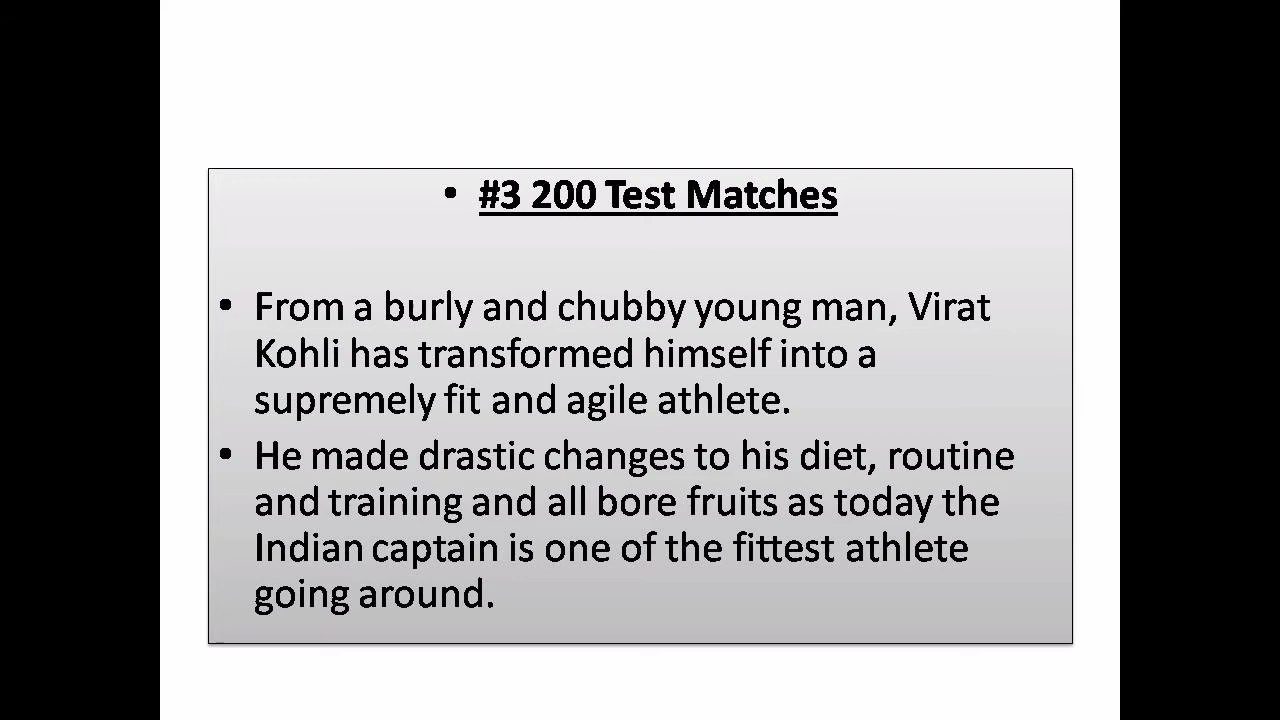 • #3 200 Test Matches
• From a burly and chubby young man, Virat
Kohli has transformed himself into a
supremely fit and agile athlete.
• He made drastic changes to his diet, routine
and training and all bore fruits as today the
Indian captain is one of the fittest athlete
going around.